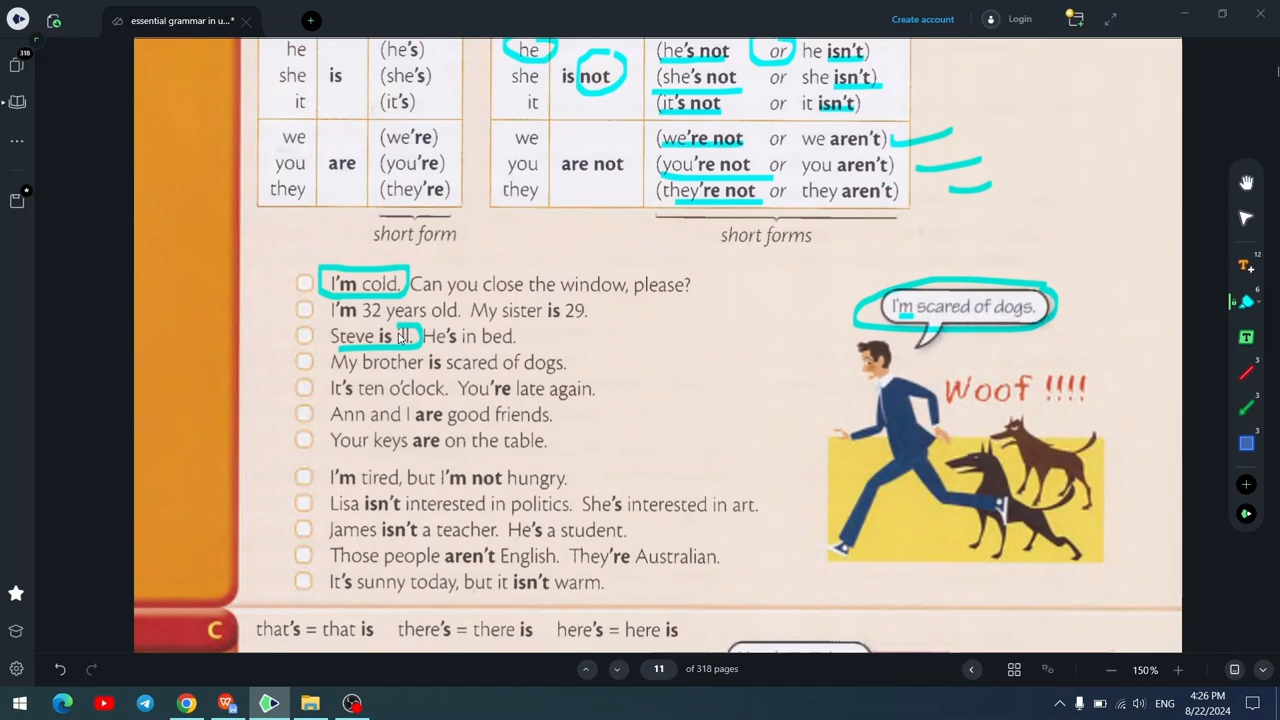 essential grammar in u...*
Create account
Login
318
he (he's) he (he's not or he isn't)
she is (she's) she is not (she's not or she isn't)
it (it's) it (it's not or it isn't)
we (we're) we (we're not or we aren't)
you are (you're) you are not (you're not or you aren't)
they (they're) they (they're not or they aren't)
short form short forms
I'm cold. Can you close the window, please?
I'm 32 years old. My sister is 29.
Steve is ill. He's in bed.
My brother is scared of dogs.
It's ten o'clock. You're late again.
Ann and I are good friends.
Your keys are on the table.
I'm tired, but I'm not hungry.
Lisa isn't interested in politics. She's interested in art.
James isn't a teacher. He's a student.
Those people aren't English. They're Australian.
It's sunny today, but it isn't warm.
I'm scared of dogs.
Woof !!!!
C that's = that is there's = there is here's = here is
12
6
3
3
3
11 of 318 pages
150%
ENG
4:26 PM
8/22/2024